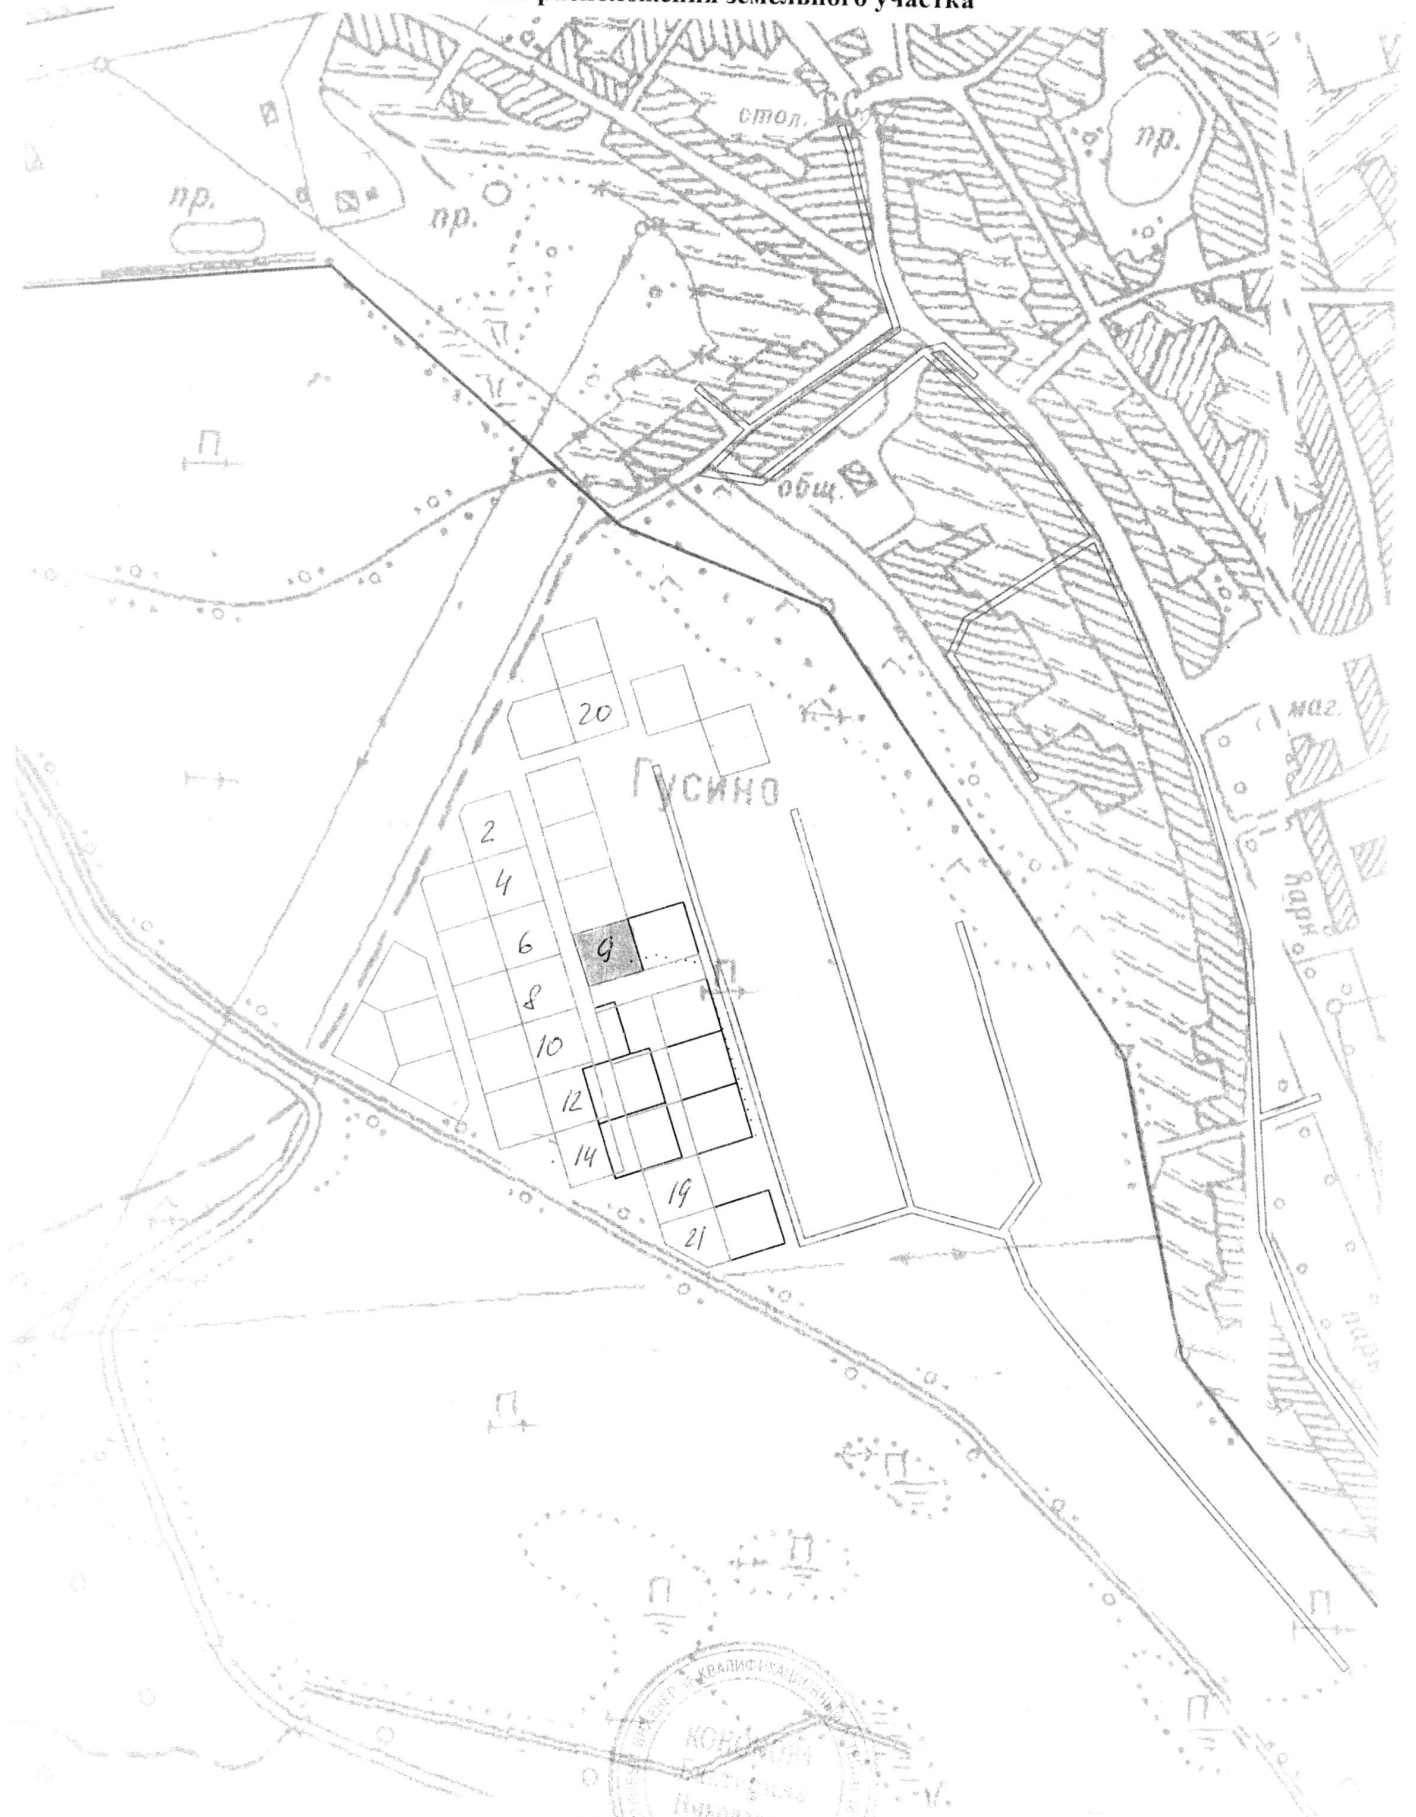 расположения земельного участка
стол.
пр.
пр.
пр.
П
общ.
маг.
20
Гусино
2
4
парк
6
9
8
П
10
12
14
19
21
П
П
П
П
П
П
КВАЛИФИКАЦИОННЫЙ